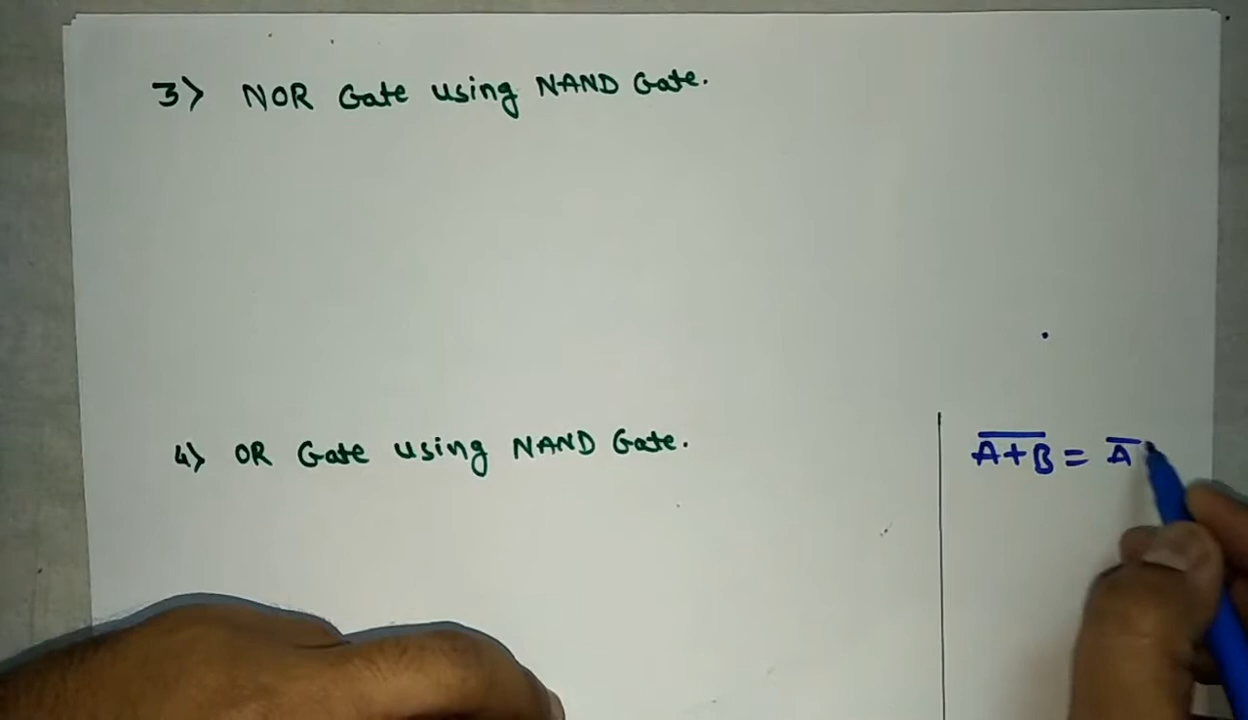 3> NOR Gate using NAND Gate.
4> OR Gate using NAND Gate.
A̅+̅B̅ = A̅